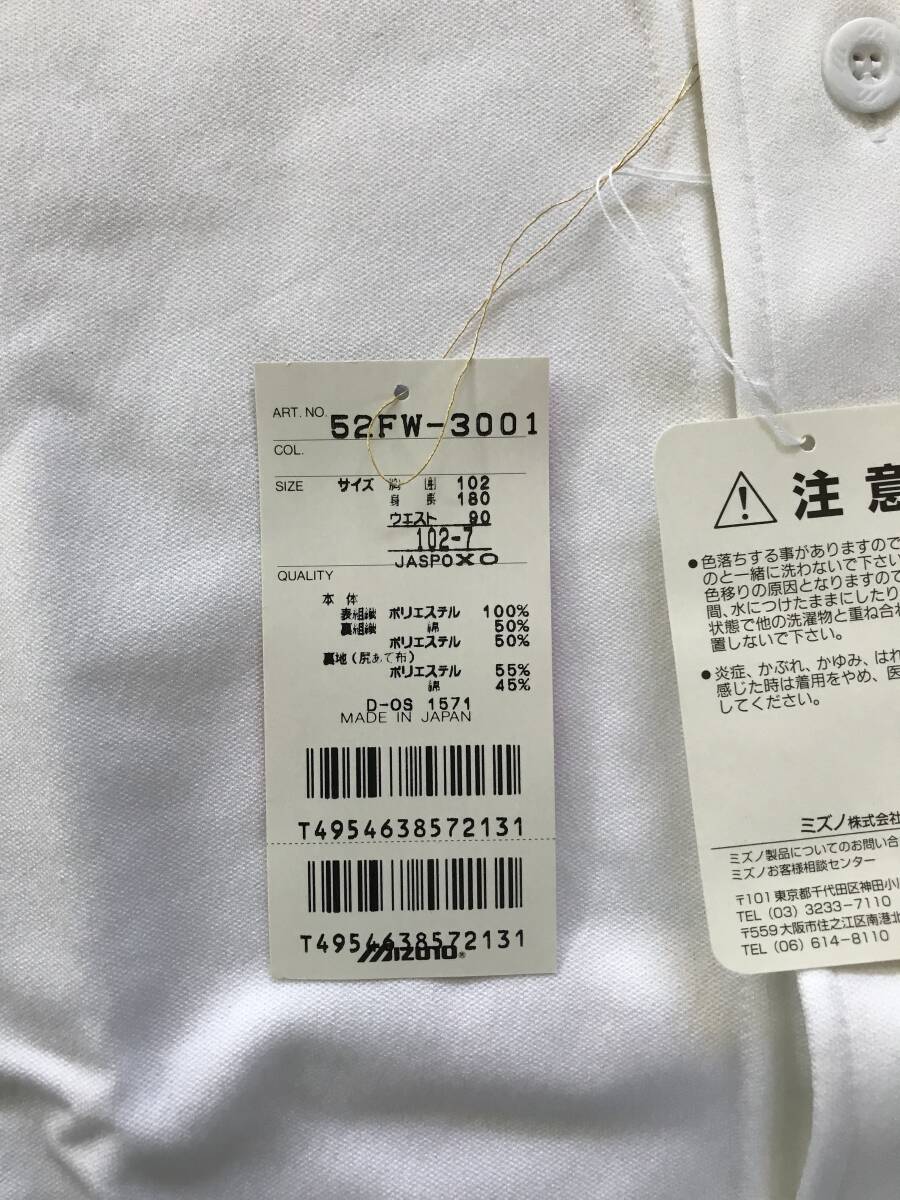 ART. NO. 52FW-3001
COL.
SIZE サイズ 胸囲 102
身長 180
ウエスト 90
102-7
JASPO XO
QUALITY
本体
表組織 ポリエステル 100%
裏組織 綿 50%
ポリエステル 50%
裏地(尻あて布)
ポリエステル 55%
綿 45%
D-OS 1571
MADE IN JAPAN
T4954638572131
T4954638572131
MIZUNO®
注意
●色落ちする事がありますので
のと一緒に洗わないで下さい
色移りの原因となりますので
間、水につけたままにしたり
状態で他の洗濯物と重ね合わ
置しないで下さい。
●炎症、かぶれ、かゆみ、はれ
感じた時は着用をやめ、医
してください。
ミズノ株式会社
ミズノ製品についてのお問い合
ミズノお客様相談センター
〒101 東京都千代田区神田小川
TEL (03) 3233-7110
〒559 大阪市住之江区南港北
TEL (06) 614-8110